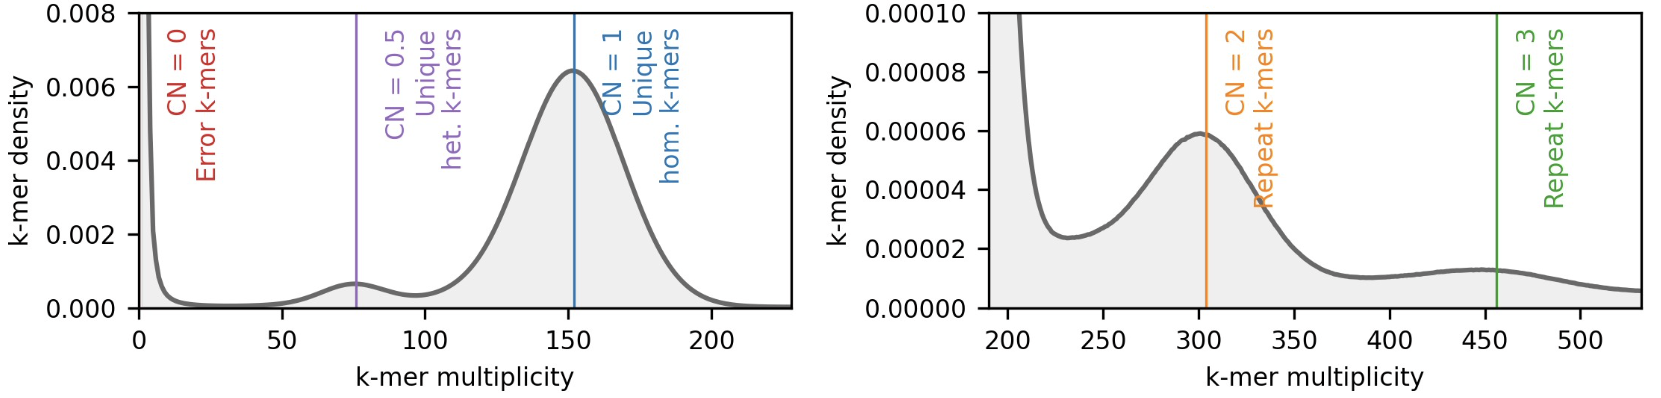 0.008
0.006
0.004
0.002
0.000
k-mer density
CN = 0
Error k-mers
CN = 0.5
Unique
het. k-mers
CN = 1
Unique
hom. k-mers
0
50
100
150
200
k-mer multiplicity
0.00010
0.00008
0.00006
0.00004
0.00002
0.00000
k-mer density
CN = 2
Repeat k-mers
CN = 3
Repeat k-mers
200
250
300
350
400
450
500
k-mer multiplicity